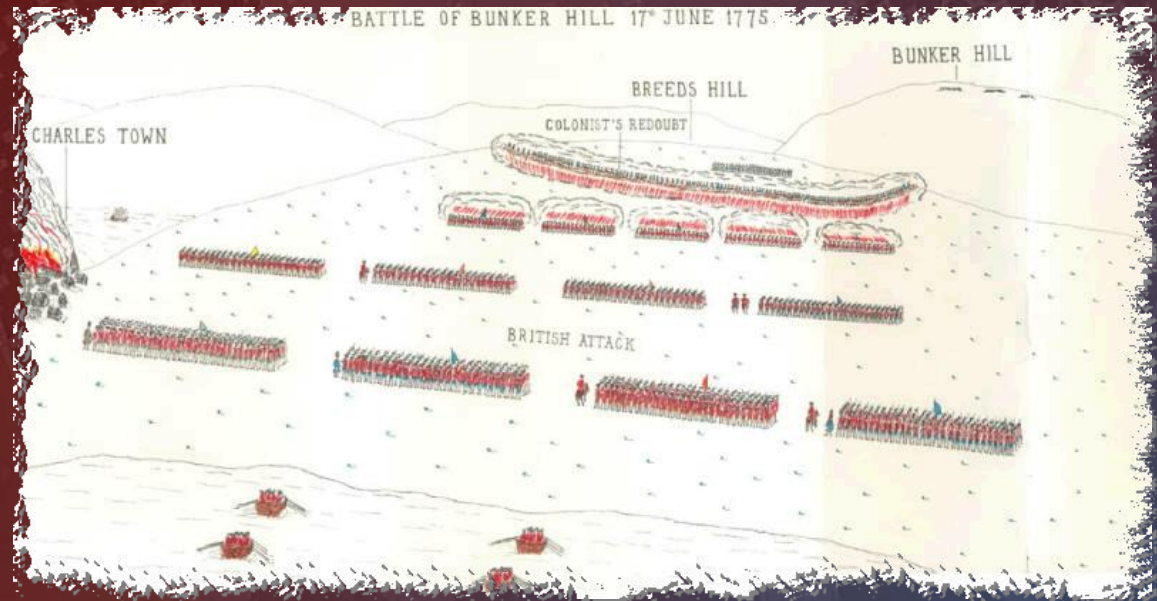 BATTLE OF BUNKER HILL 17ᵗʰ JUNE 1775
BUNKER HILL
BREEDS HILL
COLONIST'S REDOUBT
CHARLES TOWN
BRITISH ATTACK